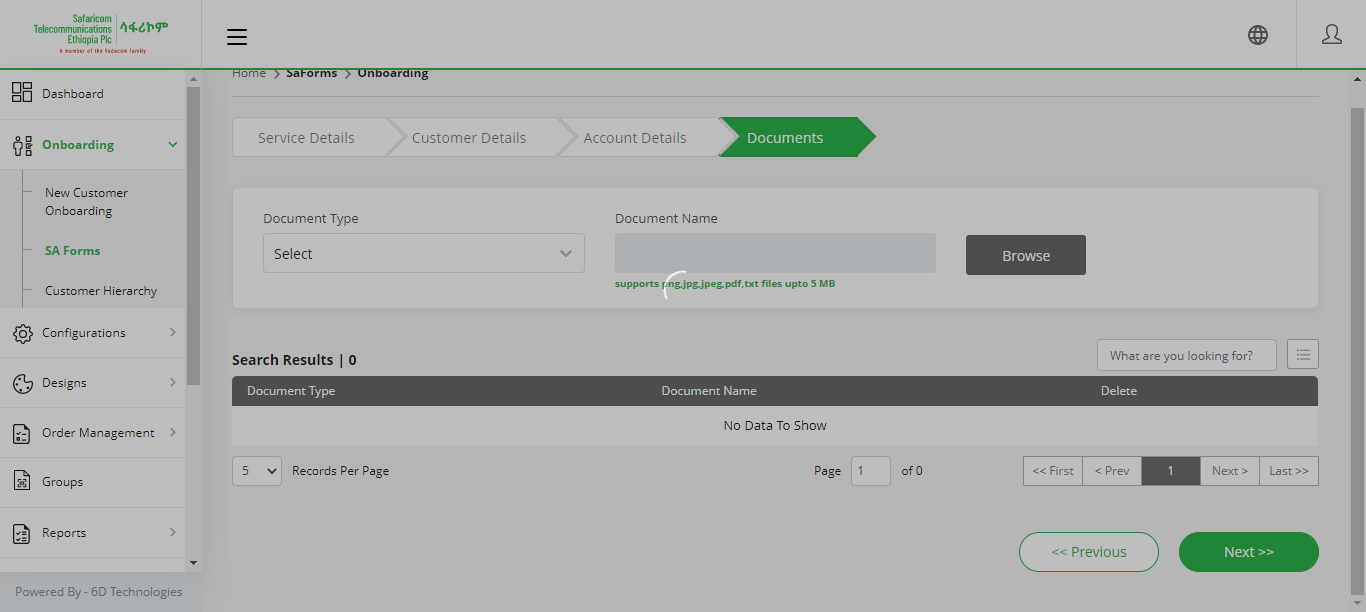 Safaricom
Telecommunications
Ethiopia Plc
ሳፋሪኮም
A member of the Vodacom family
Home > SaForms > Onboarding
Dashboard
Onboarding
New Customer
Onboarding
SA Forms
Customer Hierarchy
Configurations
Designs
Order Management
Groups
Reports
Powered By - 6D Technologies
Service Details
Customer Details
Account Details
Documents
Document Type
Select
Document Name
supports png,jpg,jpeg,pdf,txt files upto 5 MB
Browse
Search Results | 0
What are you looking for?
Document Type Document Name Delete
No Data To Show
5 Records Per Page
Page 1 of 0
<< First < Prev 1 Next > Last >>
<< Previous
Next >>